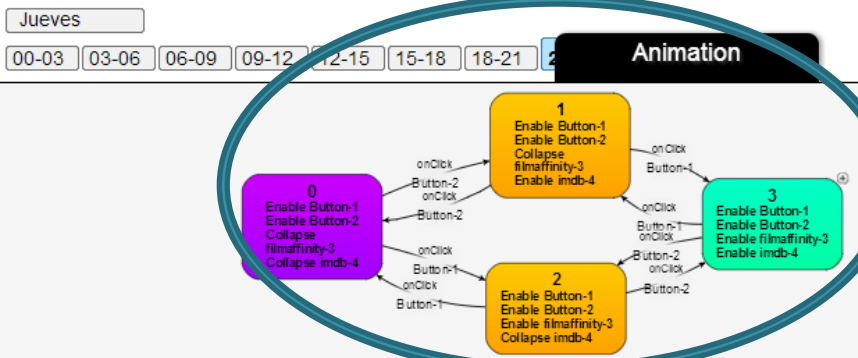 Jueves
00-03 03-06 06-09 09-12 12-15 15-18 18-21 2
Animation
1
Enable Button-1
Enable Button-2
Collapse
filmaffinity-3
Enable imdb-4
onClick
Button-2
onClick
Button-2
onClick
Button-1
0
Enable Button-1
Enable Button-2
Collapse
filmaffinity-3
Collapse imdb-4
3
Enable Button-1
Enable Button-2
Enable filmaffinity-3
Enable imdb-4
onClick
Button-1
onClick
Button-2
onClick
Button-2
onClick
Button-1
onClick
Button-1
2
Enable Button-1
Enable Button-2
Enable filmaffinity-3
Collapse imdb-4